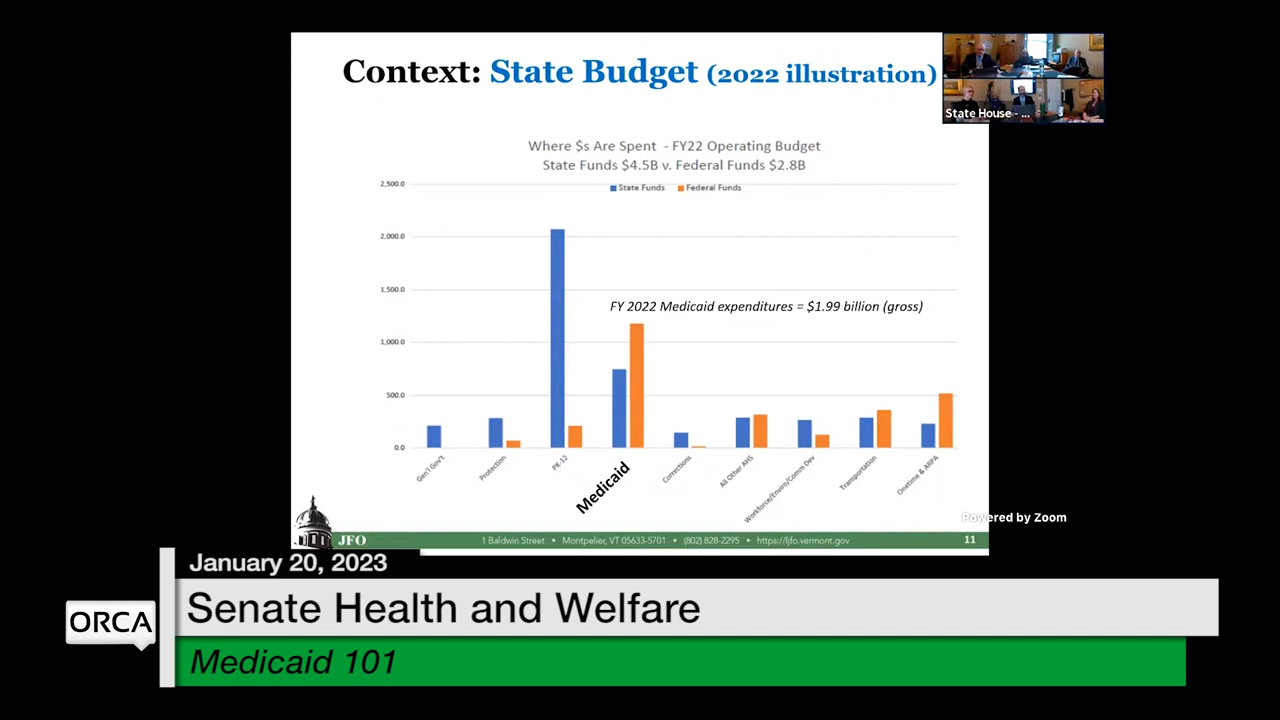 Context: State Budget (2022 illustration)
State House - ...
Where $s Are Spent - FY22 Operating Budget
State Funds $4.5B v. Federal Funds $2.8B
State Funds Federal Funds
2,500.0
2,000.0
1,500.0
1,000.0
500.0
0.0
FY 2022 Medicaid expenditures = $1.99 billion (gross)
Gen'l Gov't
Protection
PK-12
Medicaid
Corrections
All Other AHS
Workforce/Enviro/Comm Dev
Transportation
Onetime & ARPA
Powered by Zoom
JFO
1 Baldwin Street • Montpelier, VT 05633-5701 • (802) 828-2295 • https://ljfo.vermont.gov
11
January 20, 2023
ORCA
Senate Health and Welfare
Medicaid 101